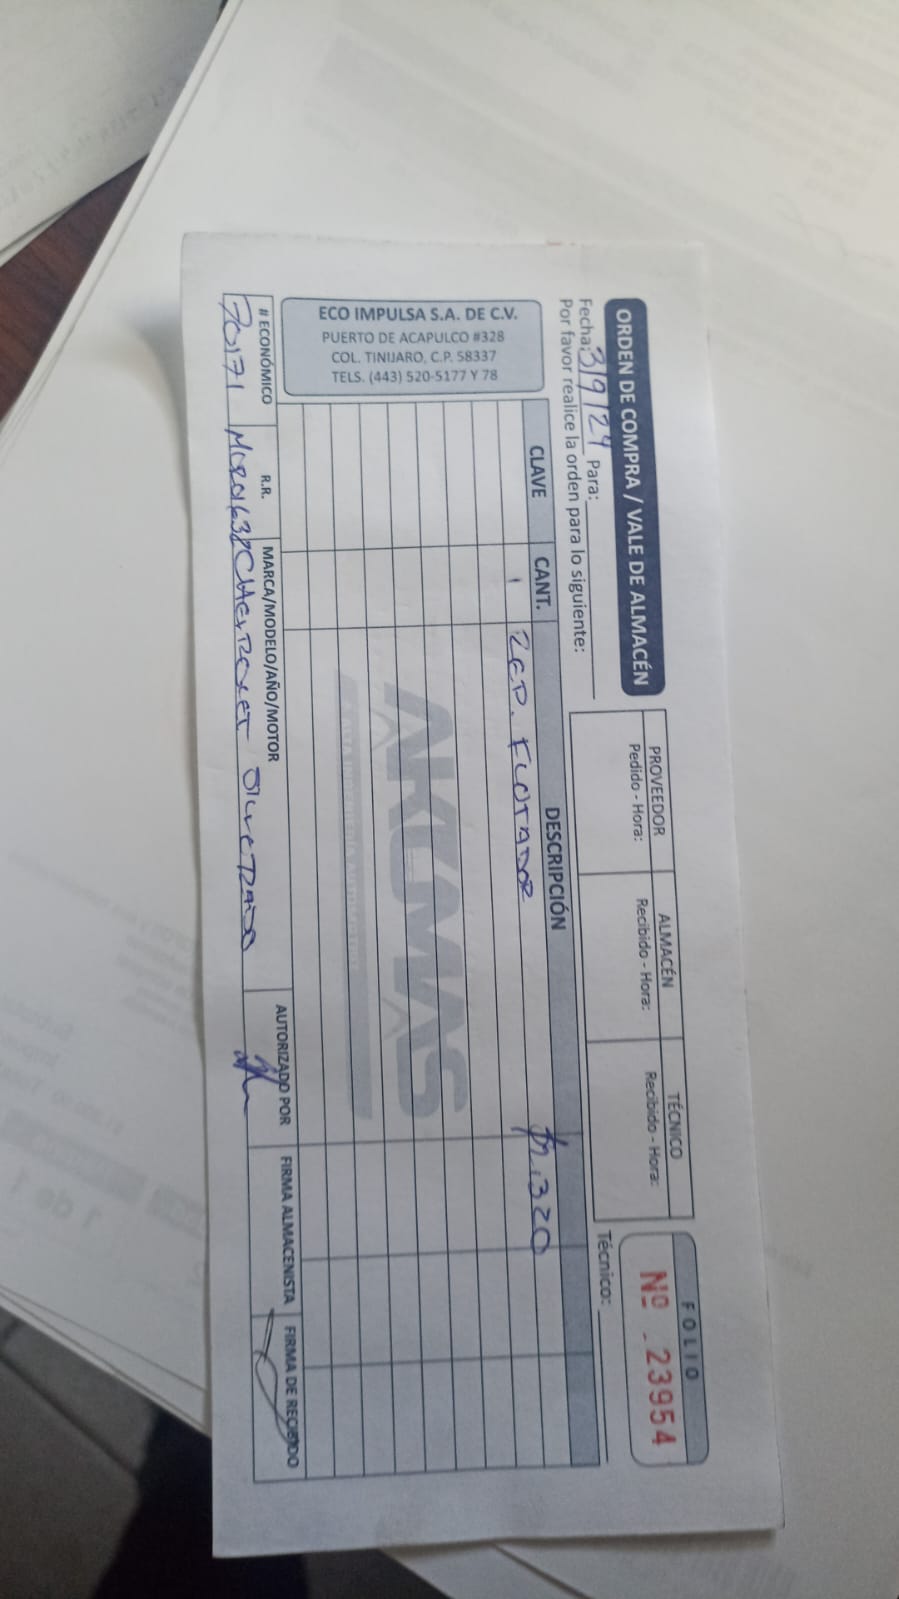 ORDEN DE COMPRA / VALE DE ALMACÉN
Fecha: 3/9/24 Para:
Por favor realice la orden para lo siguiente:
PROVEEDOR
Pedido - Hora:
ALMACÉN
Recibido - Hora:
TÉCNICO
Recibido - Hora:
FOLIO
Nº 23954
Técnico:
CLAVE CANT. DESCRIPCIÓN
1 REP. FLOTADOR $1,320
AKUMAS
ECO IMPULSA S.A. DE C.V.
PUERTO DE ACAPULCO #328
COL. TINIJARO, C.P. 58337
TELS. (443) 520-5177 Y 78
# ECONÓMICO R.R. MARCA/MODELO/AÑO/MOTOR AUTORIZADO POR FIRMA ALMACENISTA FIRMA DE RECIBIDO
70171 CHEVROLET SILVERADO